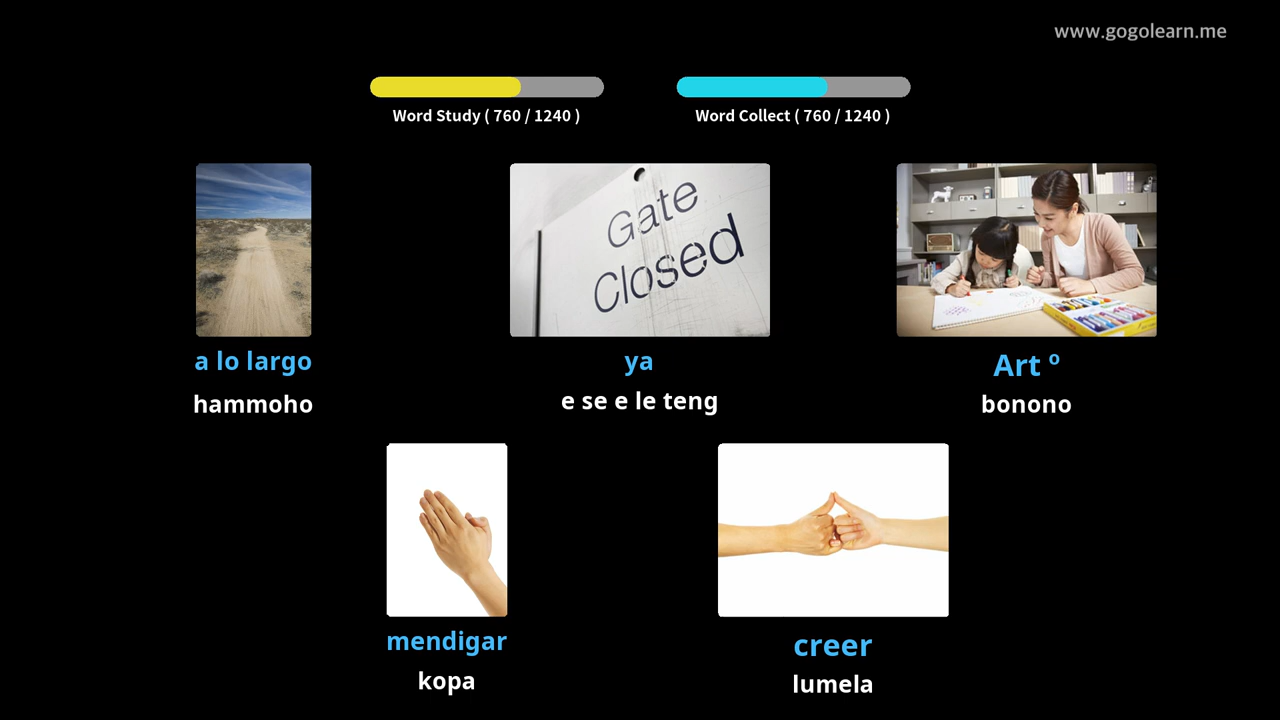 www.gogolearn.me
Word Study ( 760 / 1240 )
Word Collect ( 760 / 1240 )
Gate
Closed
a lo largo
hammoho
ya
e se e le teng
Art º
bonono
mendigar
kopa
creer
lumela